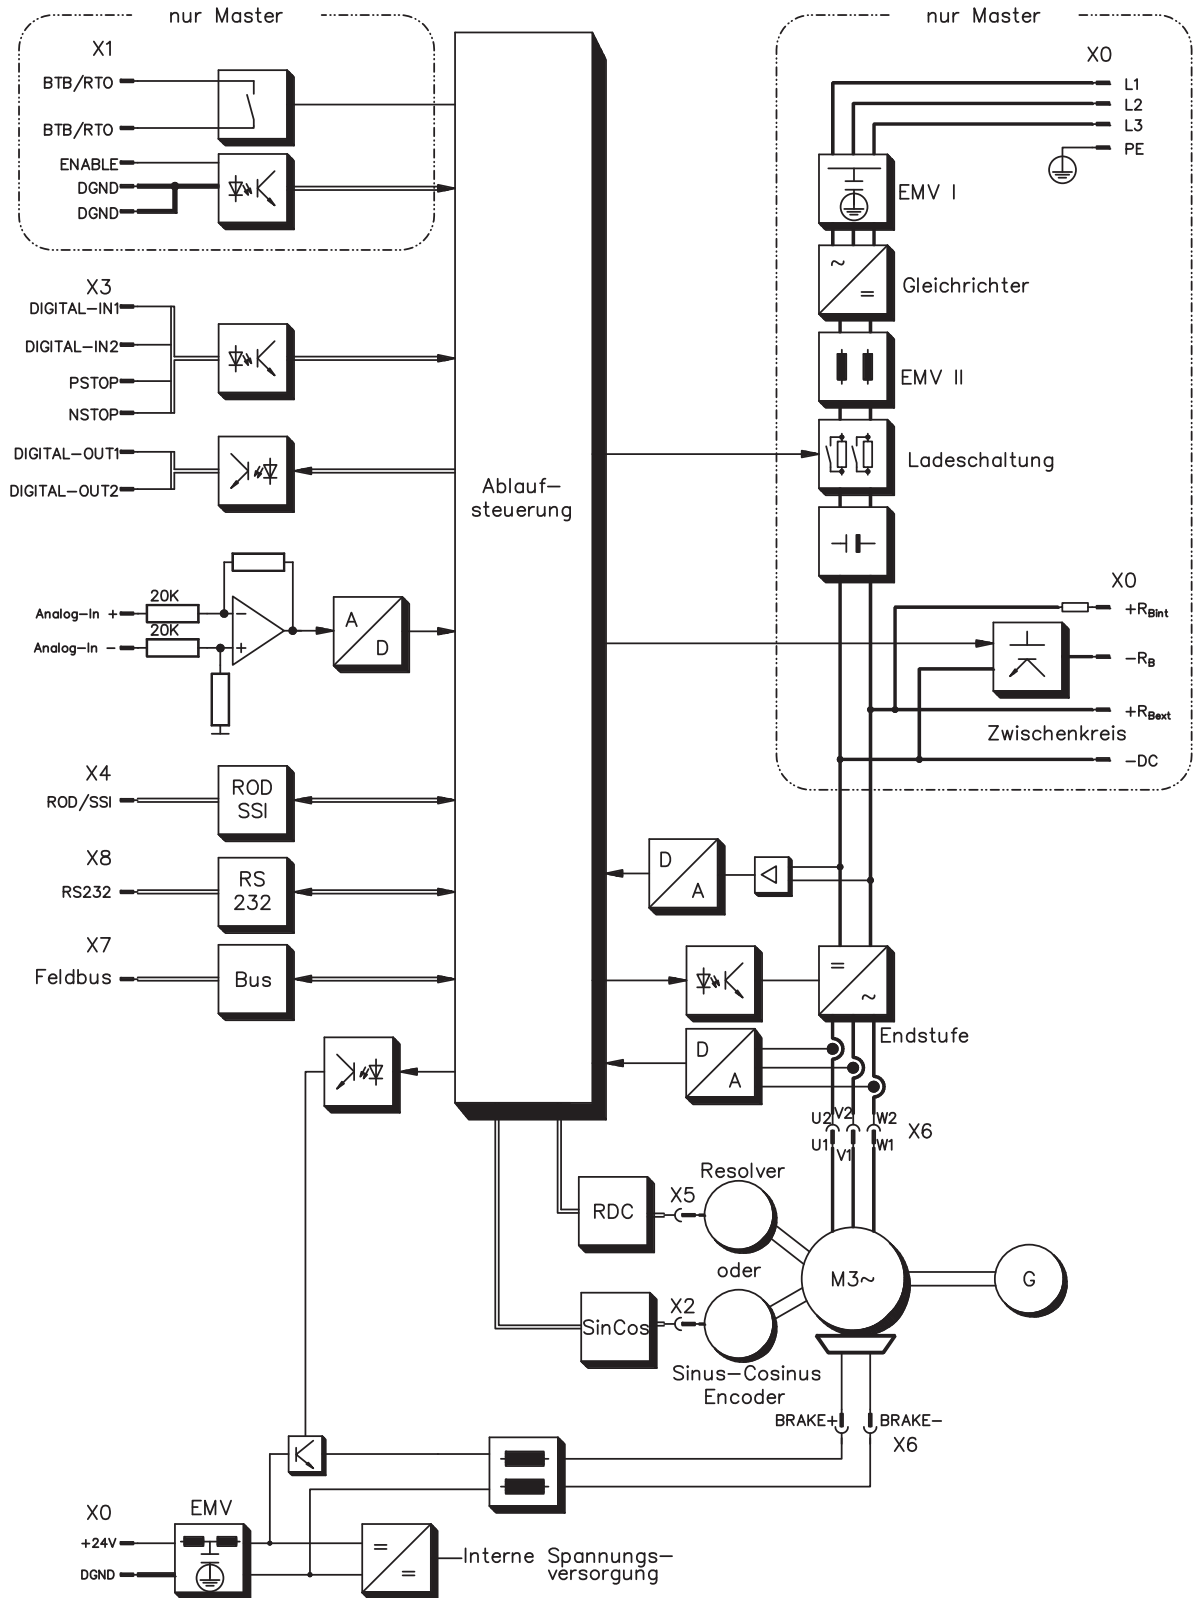 nur Master
X1
BTB/RTO
BTB/RTO
ENABLE
DGND
DGND
X3
DIGITAL-IN1
DIGITAL-IN2
PSTOP
NSTOP
DIGITAL-OUT1
DIGITAL-OUT2
20K
Analog-In +
20K
Analog-In -
- 
+
A
D
X4
ROD/SSI
ROD
SSI
X8
RS232
RS
232
X7
Feldbus
Bus
Ablauf-
steuerung
nur Master
X0
L1
L2
L3
PE
EMV I
~
=
Gleichrichter
EMV II
Ladeschaltung
X0
+RBint
-RB
+RBext
Zwischenkreis
-DC
D
A
=
~
Endstufe
D
A
U2 V2 W2
X6
U1 V1 W1
Resolver
RDC
X5
oder
M3~
G
SinCos
X2
Sinus-Cosinus
Encoder
BRAKE+
BRAKE-
X6
X0
EMV
+24V
DGND
=
=
Interne Spannungs-
versorgung